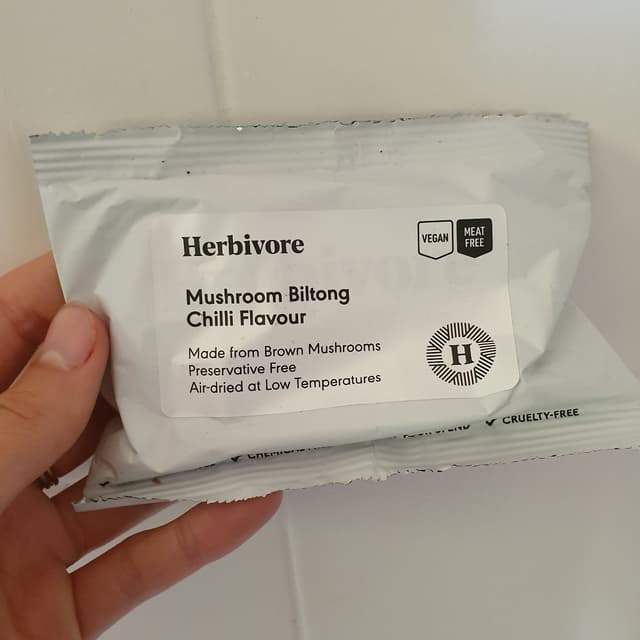 Herbivore
VEGAN
MEAT
FREE
Mushroom Biltong
Chilli Flavour
Made from Brown Mushrooms
Preservative Free
Air-dried at Low Temperatures
H
✔ CRUELTY-FREE